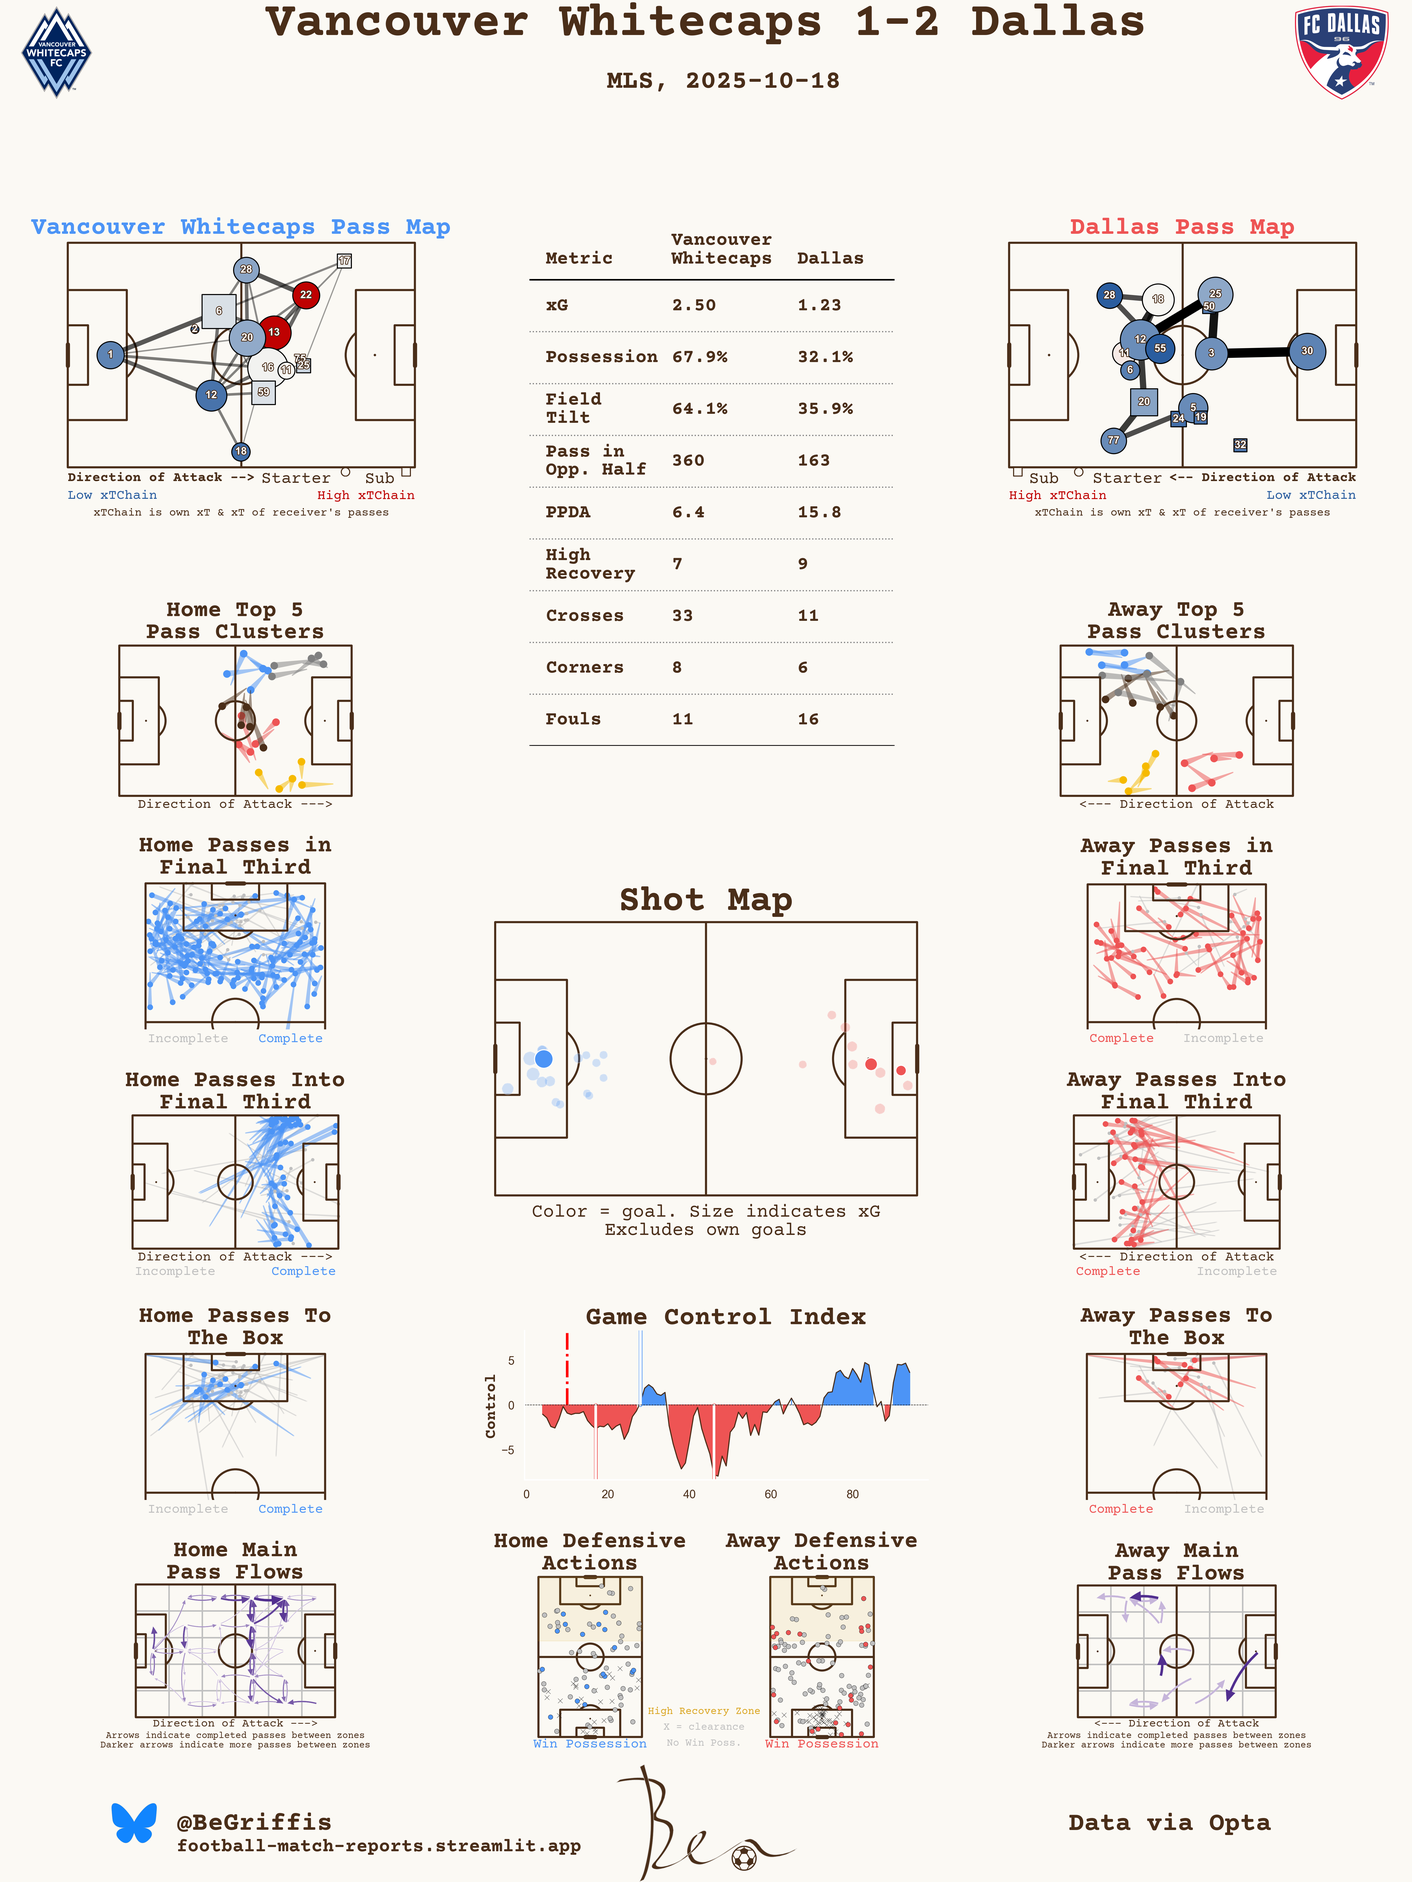 Vancouver Whitecaps 1-2 Dallas
MLS, 2025-10-18
VANCOUVER
WHITECAPS
FC
FC DALLAS
96
Vancouver Whitecaps Pass Map
28
17
22
6
2
13
20
1
75
16
11
25
12
59
18
Direction of Attack --> Starter Sub
Low xTChain High xTChain
xTChain is own xT & xT of receiver's passes
Metric Vancouver Whitecaps Dallas
xG 2.50 1.23
Possession 67.9% 32.1%
Field Tilt 64.1% 35.9%
Pass in Opp. Half 360 163
PPDA 6.4 15.8
High Recovery 7 9
Crosses 33 11
Corners 8 6
Fouls 11 16
Dallas Pass Map
28
18
25
50
12
55
11
3
30
6
20
5
24
19
77
32
Sub Starter <-- Direction of Attack
High xTChain Low xTChain
xTChain is own xT & xT of receiver's passes
Home Top 5
Pass Clusters
Direction of Attack --->
Away Top 5
Pass Clusters
<--- Direction of Attack
Home Passes in
Final Third
Incomplete Complete
Away Passes in
Final Third
Complete Incomplete
Shot Map
Color = goal. Size indicates xG
Excludes own goals
Home Passes Into
Final Third
Direction of Attack --->
Incomplete Complete
Away Passes Into
Final Third
<--- Direction of Attack
Complete Incomplete
Home Passes To
The Box
Incomplete Complete
Game Control Index
Control
5
0
−5
0 20 40 60 80
Away Passes To
The Box
Complete Incomplete
Home Main
Pass Flows
Direction of Attack --->
Arrows indicate completed passes between zones
Darker arrows indicate more passes between zones
Home Defensive
Actions
Win Possession
High Recovery Zone
X = clearance
No Win Poss.
Away Defensive
Actions
Win Possession
Away Main
Pass Flows
<--- Direction of Attack
Arrows indicate completed passes between zones
Darker arrows indicate more passes between zones
@BeGriffis
football-match-reports.streamlit.app
Ben
Data via Opta